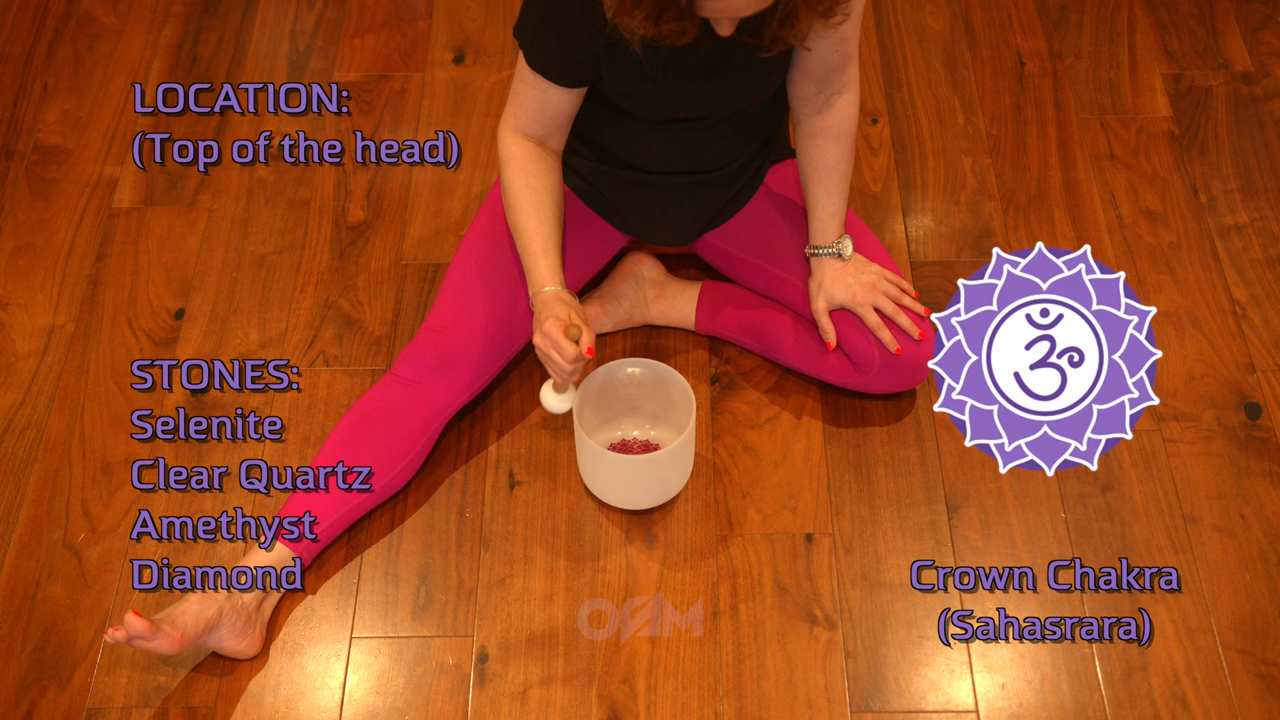 LOCATION:
(Top of the head)
STONES:
Selenite
Clear Quartz
Amethyst
Diamond
ॐ
Crown Chakra
(Sahasrara)